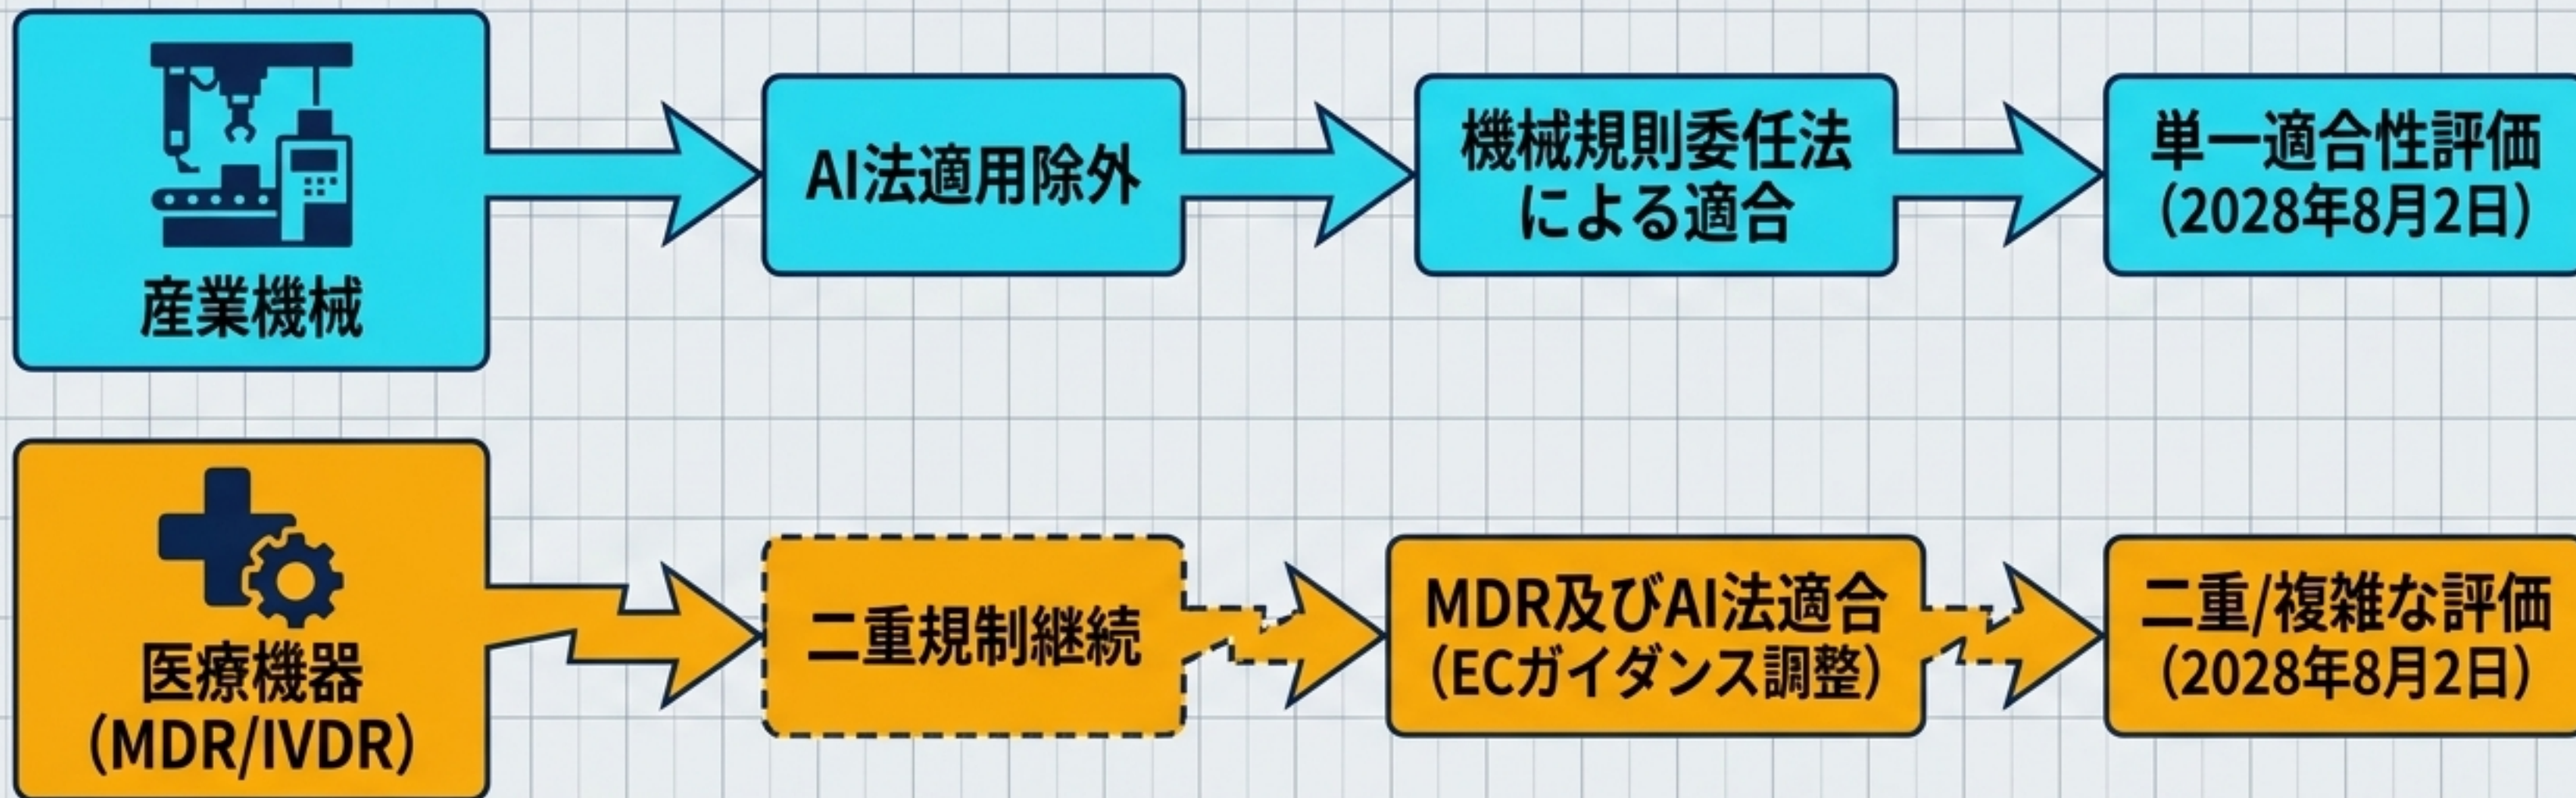 産業機械
AI法適用除外
機械規則委任法
による適合
単一適合性評価
（2028年8月2日）
医療機器
（MDR/IVDR）
二重規制継続
MDR及びAI法適合
（ECガイダンス調整）
二重/複雑な評価
（2028年8月2日）